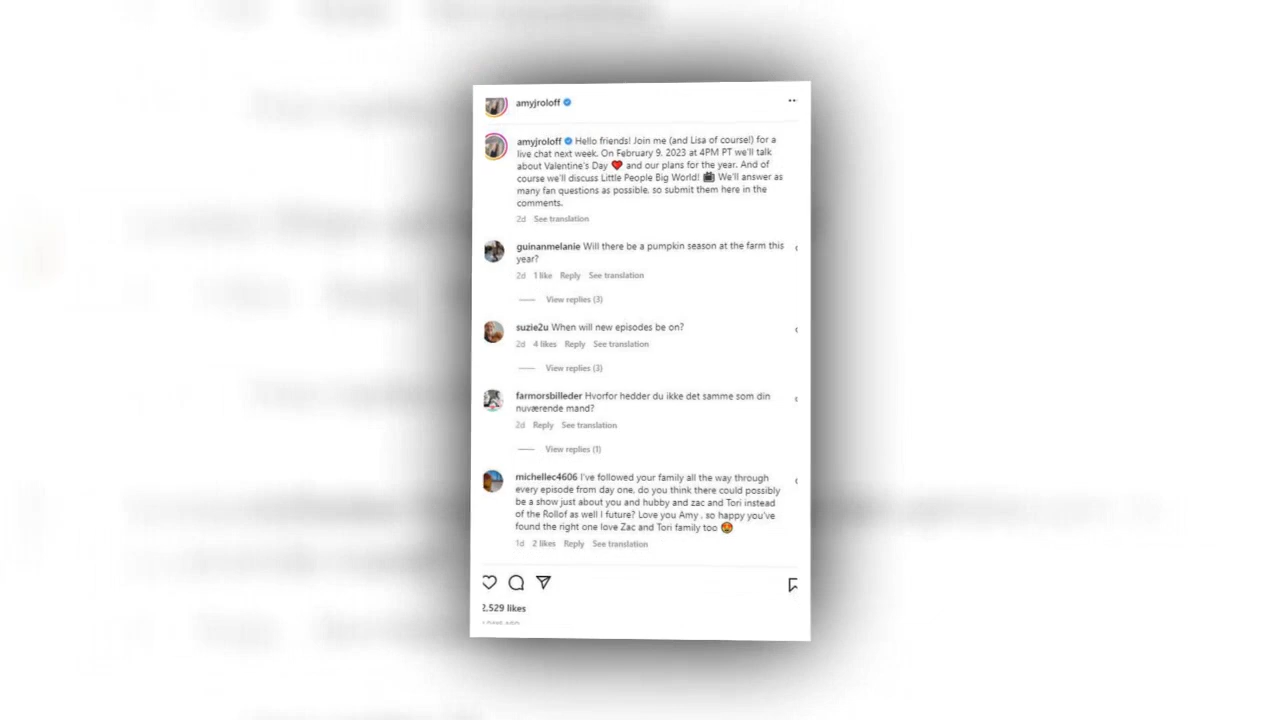 amyjroloff
amyjroloff Hello friends! Join me (and Lisa of course!) for a
live chat next week. On February 9, 2023 at 4PM PT we'll talk
about Valentine's Day ❤️ and our plans for the year. And of
course we'll discuss Little People Big World! 📺 We'll answer as
many fan questions as possible, so submit them here in the
comments.
2d See translation
guinanmelanie Will there be a pumpkin season at the farm this
year?
2d 1 like Reply See translation
View replies (3)
suzie2u When will new episodes be on?
2d 4 likes Reply See translation
View replies (3)
farmorsbilleder Hvorfor hedder du ikke det samme som din
nuværende mand?
2d Reply See translation
View replies (1)
michellec4606 I've followed your family all the way through
every episode from day one, do you think there could possibly
be a show just about you and hubby and zac and Tori instead
of the Rollof as well I future? Love you Amy , so happy you've
found the right one love Zac and Tori family too 😍
1d 2 likes Reply See translation
2.529 likes